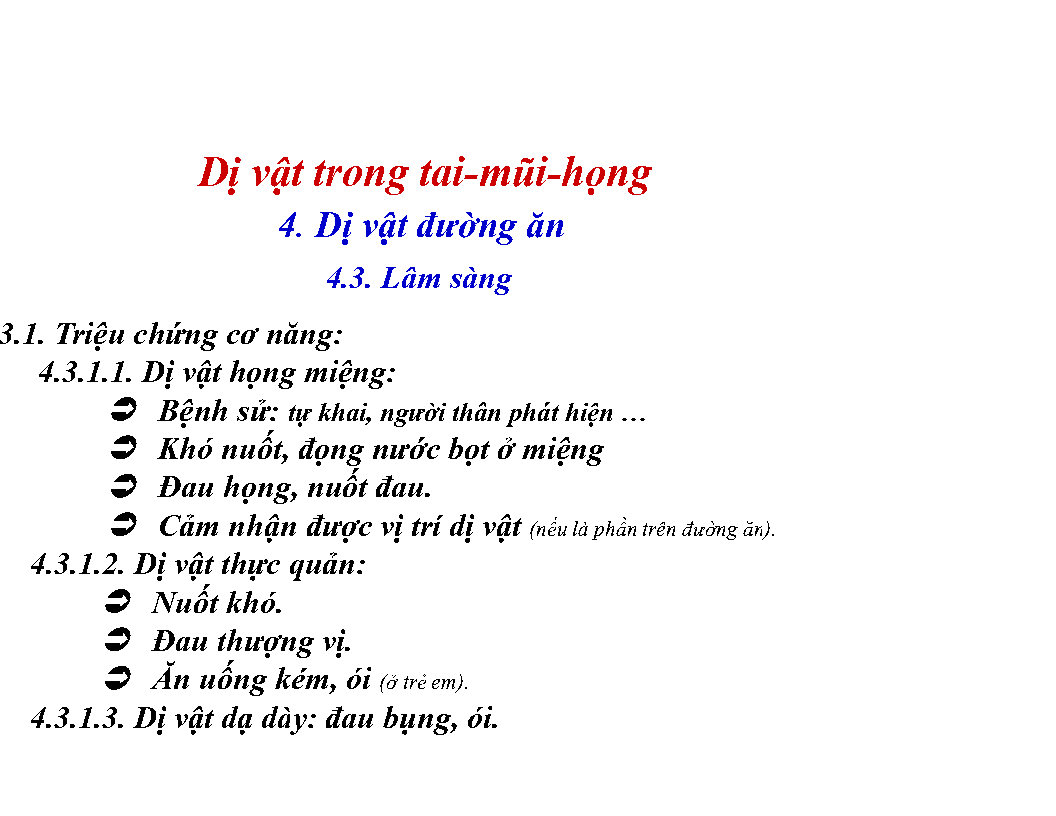 Dị vật trong tai-mũi-họng
4. Dị vật đường ăn
4.3. Lâm sàng
3.1. Triệu chứng cơ năng:
4.3.1.1. Dị vật họng miệng:
➲ Bệnh sử: tự khai, người thân phát hiện …
➲ Khó nuốt, đọng nước bọt ở miệng
➲ Đau họng, nuốt đau.
➲ Cảm nhận được vị trí dị vật (nếu là phần trên đường ăn).
4.3.1.2. Dị vật thực quản:
➲ Nuốt khó.
➲ Đau thượng vị.
➲ Ăn uống kém, ói (ở trẻ em).
4.3.1.3. Dị vật dạ dày: đau bụng, ói.